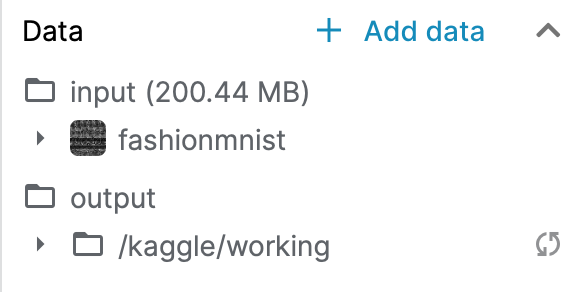 Data + Add data
input (200.44 MB)
fashionmnist
output
/kaggle/working